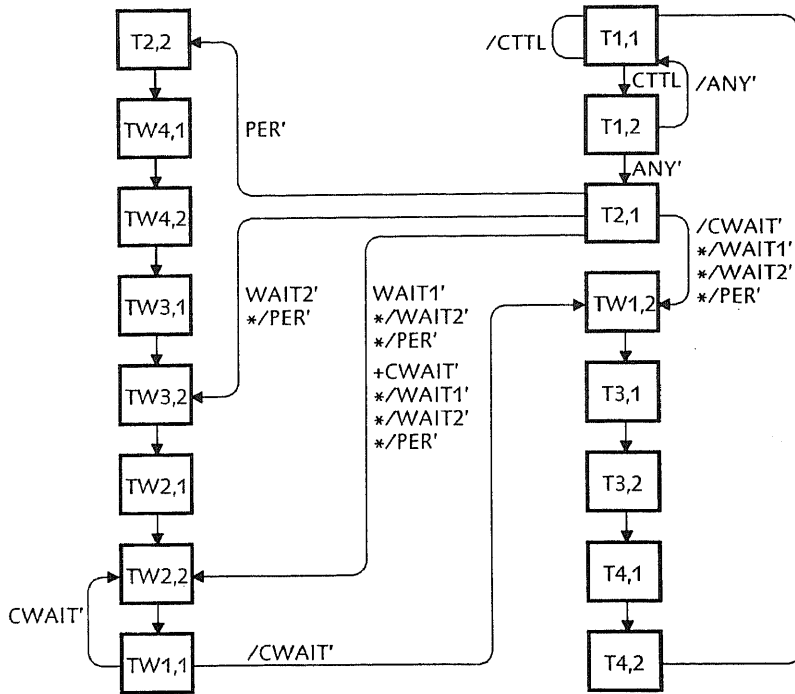 T2,2
TW4,1
TW4,2
TW3,1
TW3,2
TW2,1
TW2,2
TW1,1
PER'
WAIT2'
*/PER'
WAIT1'
*/WAIT2'
*/PER'
+CWAIT'
*/WAIT1'
*/WAIT2'
*/PER'
CWAIT'
/CWAIT'
/CTTL
T1,1
CTTL
/ANY'
T1,2
ANY'
T2,1
/CWAIT'
*/WAIT1'
*/WAIT2'
*/PER'
TW1,2
T3,1
T3,2
T4,1
T4,2